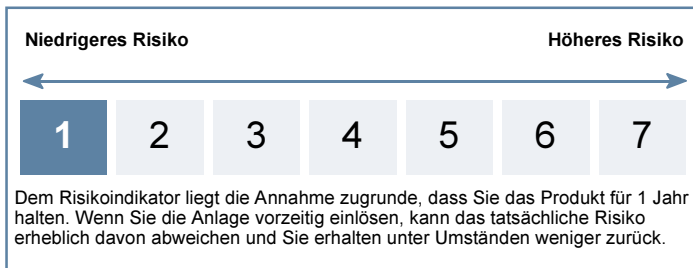 Niedrigeres Risiko Höheres Risiko
1 2 3 4 5 6 7
Dem Risikoindikator liegt die Annahme zugrunde, dass Sie das Produkt für 1 Jahr
halten. Wenn Sie die Anlage vorzeitig einlösen, kann das tatsächliche Risiko
erheblich davon abweichen und Sie erhalten unter Umständen weniger zurück.